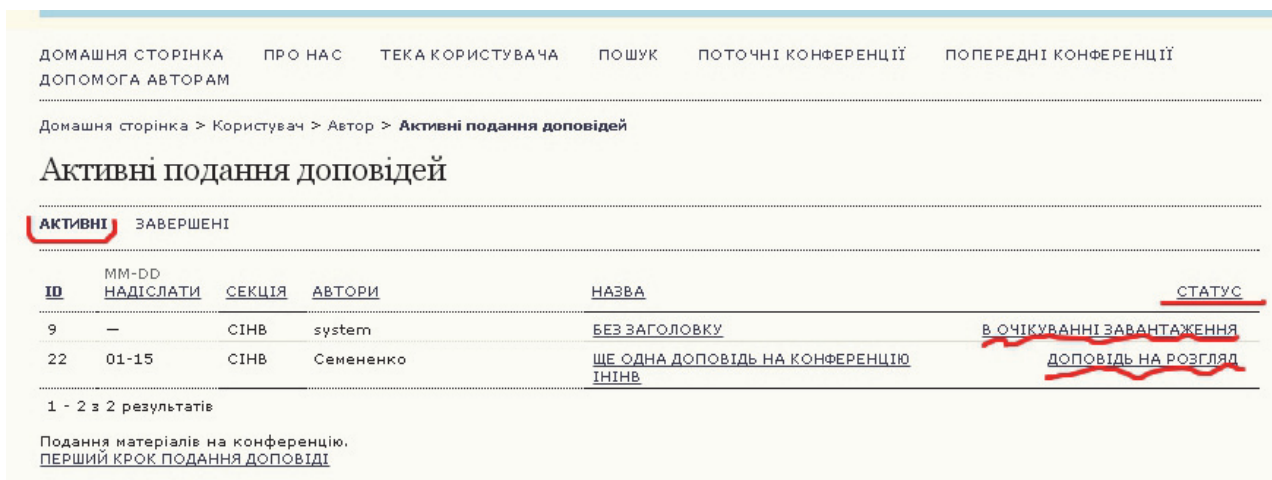 ДОМАШНЯ СТОРІНКА ПРО НАС ТЕКА КОРИСТУВАЧА ПОШУК ПОТОЧНІ КОНФЕРЕНЦІЇ ПОПЕРЕДНІ КОНФЕРЕНЦІЇ
ДОПОМОГА АВТОРАМ
Домашня сторінка > Користувач > Автор > Активні подання доповідей
Активні подання доповідей
АКТИВНІ ЗАВЕРШЕНІ
MM-DD
ID НАДІСЛАТИ СЕКЦІЯ АВТОРИ НАЗВА СТАТУС
9 — СІНВ system БЕЗ ЗАГОЛОВКУ В ОЧІКУВАННІ ЗАВАНТАЖЕННЯ
22 01-15 СІНВ Семененко ЩЕ ОДНА ДОПОВІДЬ НА КОНФЕРЕНЦІЮ ДОПОВІДЬ НА РОЗГЛЯД
ІНІНВ
1 - 2 з 2 результатів
Подання матеріалів на конференцію.
ПЕРШИЙ КРОК ПОДАННЯ ДОПОВІДІ